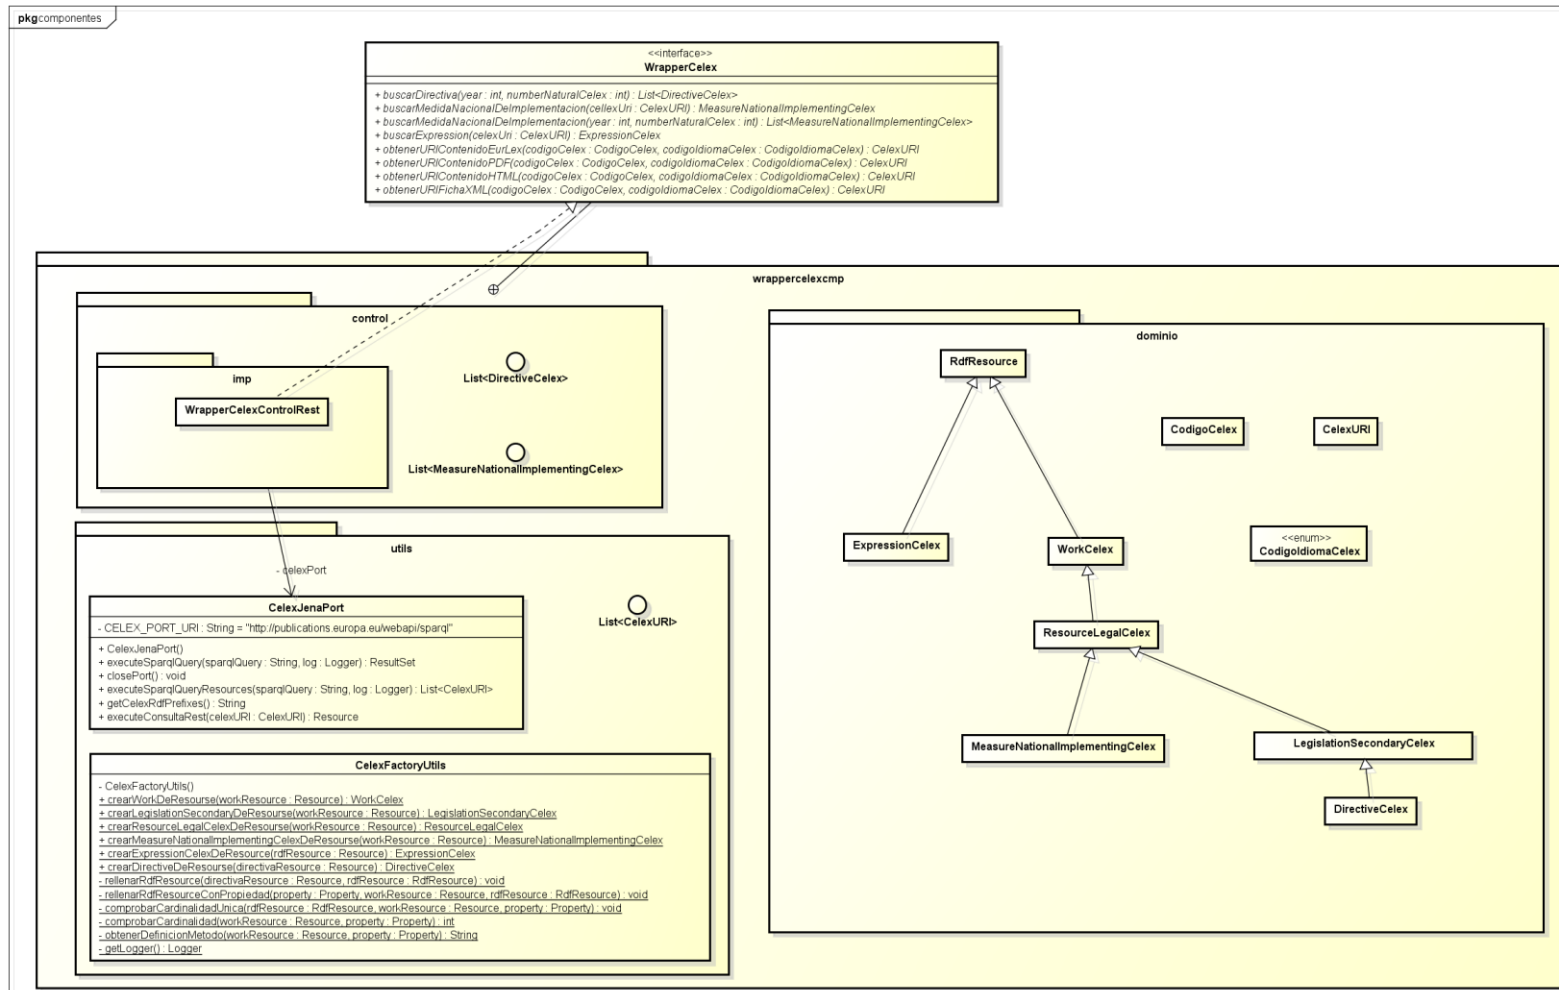 pkg componentes
<<interface>>
WrapperCelex
+ buscarDirectiva(year : int, numberNaturalCelex : int) : List<DirectiveCelex>
+ buscarMedidaNacionalDeImplementacion(cellexUri : CelexURI) : MeasureNationalImplementingCelex
+ buscarMedidaNacionalDeImplementacion(year : int, numberNaturalCelex : int) : List<MeasureNationalImplementingCelex>
+ buscarExpression(celexUri : CelexURI) : ExpressionCelex
+ obtenerURIContenidoEurLex(codigoCelex : CodigoCelex, codigoIdiomaCelex : CodigoIdiomaCelex) : CelexURI
+ obtenerURIContenidoPDF(codigoCelex : CodigoCelex, codigoIdiomaCelex : CodigoIdiomaCelex) : CelexURI
+ obtenerURIContenidoHTML(codigoCelex : CodigoCelex, codigoIdiomaCelex : CodigoIdiomaCelex) : CelexURI
+ obtenerURIFichaXML(codigoCelex : CodigoCelex, codigoIdiomaCelex : CodigoIdiomaCelex) : CelexURI
wrappercelexcmp
control
imp
WrapperCelexControlRest
List<DirectiveCelex>
List<MeasureNationalImplementingCelex>
utils
- celexPort
CelexJenaPort
- CELEX_PORT_URI : String = "http://publications.europa.eu/webapi/sparql"
+ CelexJenaPort()
+ executeSparqlQuery(sparqlQuery : String, log : Logger) : ResultSet
+ closePort() : void
+ executeSparqlQueryResources(sparqlQuery : String, log : Logger) : List<CelexURI>
+ getCelexRdfPrefixes() : String
+ executeConsultaRest(celexURI : CelexURI) : Resource
List<CelexURI>
CelexFactoryUtils
- CelexFactoryUtils()
+ crearWorkDeResourse(workResource : Resource) : WorkCelex
+ crearLegislationSecondaryDeResourse(workResource : Resource) : LegislationSecondaryCelex
+ crearResourceLegalCelexDeResourse(workResource : Resource) : ResourceLegalCelex
+ crearMeasureNationalImplementingCelexDeResourse(workResource : Resource) : MeasureNationalImplementingCelex
+ crearExpressionCelexDeResource(rdfResource : Resource) : ExpressionCelex
+ crearDirectiveDeResourse(directivaResource : Resource) : DirectiveCelex
- rellenarRdfResource(directivaResource : Resource, rdfResource : RdfResource) : void
- rellenarRdfResourceConPropiedad(property : Property, workResource : Resource, rdfResource : RdfResource) : void
- comprobarCardinalidadUnica(rdfResource : RdfResource, workResource : Resource, property : Property) : void
- comprobarCardinalidad(workResource : Resource, property : Property) : int
- obtenerDefinicionMetodo(workResource : Resource, property : Property) : String
- getLogger() : Logger
dominio
RdfResource
CodigoCelex
CelexURI
ExpressionCelex
WorkCelex
<<enum>>
CodigoIdiomaCelex
ResourceLegalCelex
MeasureNationalImplementingCelex
LegislationSecondaryCelex
DirectiveCelex